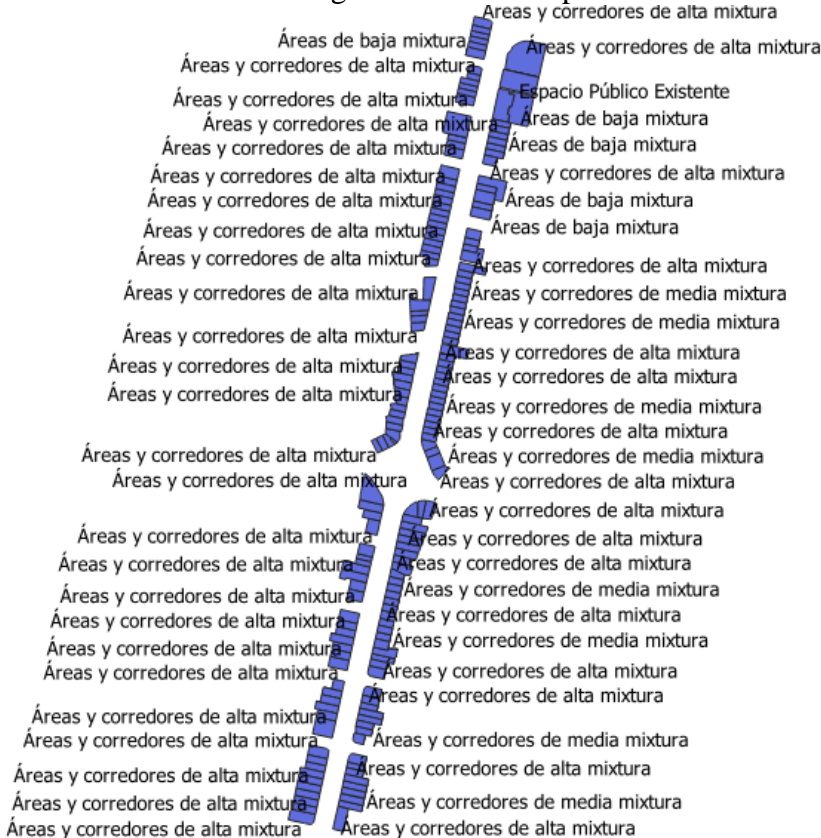 Áreas y corredores de alta mixtura
Áreas de baja mixtura
Áreas y corredores de alta mixtura
Áreas y corredores de alta mixtura
Espacio Público Existente
Áreas y corredores de alta mixtura
Áreas de baja mixtura
Áreas y corredores de alta mixtura
Áreas de baja mixtura
Áreas y corredores de alta mixtura
Áreas y corredores de alta mixtura
Áreas y corredores de alta mixtura
Áreas de baja mixtura
Áreas y corredores de alta mixtura
Áreas de baja mixtura
Áreas y corredores de alta mixtura
Áreas y corredores de alta mixtura
Áreas y corredores de alta mixtura
Áreas y corredores de alta mixtura
Áreas y corredores de media mixtura
Áreas y corredores de media mixtura
Áreas y corredores de alta mixtura
Áreas y corredores de alta mixtura
Áreas y corredores de alta mixtura
Áreas y corredores de alta mixtura
Áreas y corredores de alta mixtura
Áreas y corredores de media mixtura
Áreas y corredores de alta mixtura
Áreas y corredores de alta mixtura
Áreas y corredores de media mixtura
Áreas y corredores de alta mixtura
Áreas y corredores de alta mixtura
Áreas y corredores de alta mixtura
Áreas y corredores de alta mixtura
Áreas y corredores de alta mixtura
Áreas y corredores de alta mixtura
Áreas y corredores de alta mixtura
Áreas y corredores de media mixtura
Áreas y corredores de alta mixtura
Áreas y corredores de alta mixtura
Áreas y corredores de alta mixtura
Áreas y corredores de media mixtura
Áreas y corredores de alta mixtura
Áreas y corredores de alta mixtura
Áreas y corredores de alta mixtura
Áreas y corredores de alta mixtura
Áreas y corredores de alta mixtura
Áreas y corredores de alta mixtura
Áreas y corredores de media mixtura
Áreas y corredores de alta mixtura
Áreas y corredores de alta mixtura
Áreas y corredores de alta mixtura
Áreas y corredores de media mixtura
Áreas y corredores de alta mixtura
Áreas y corredores de alta mixtura